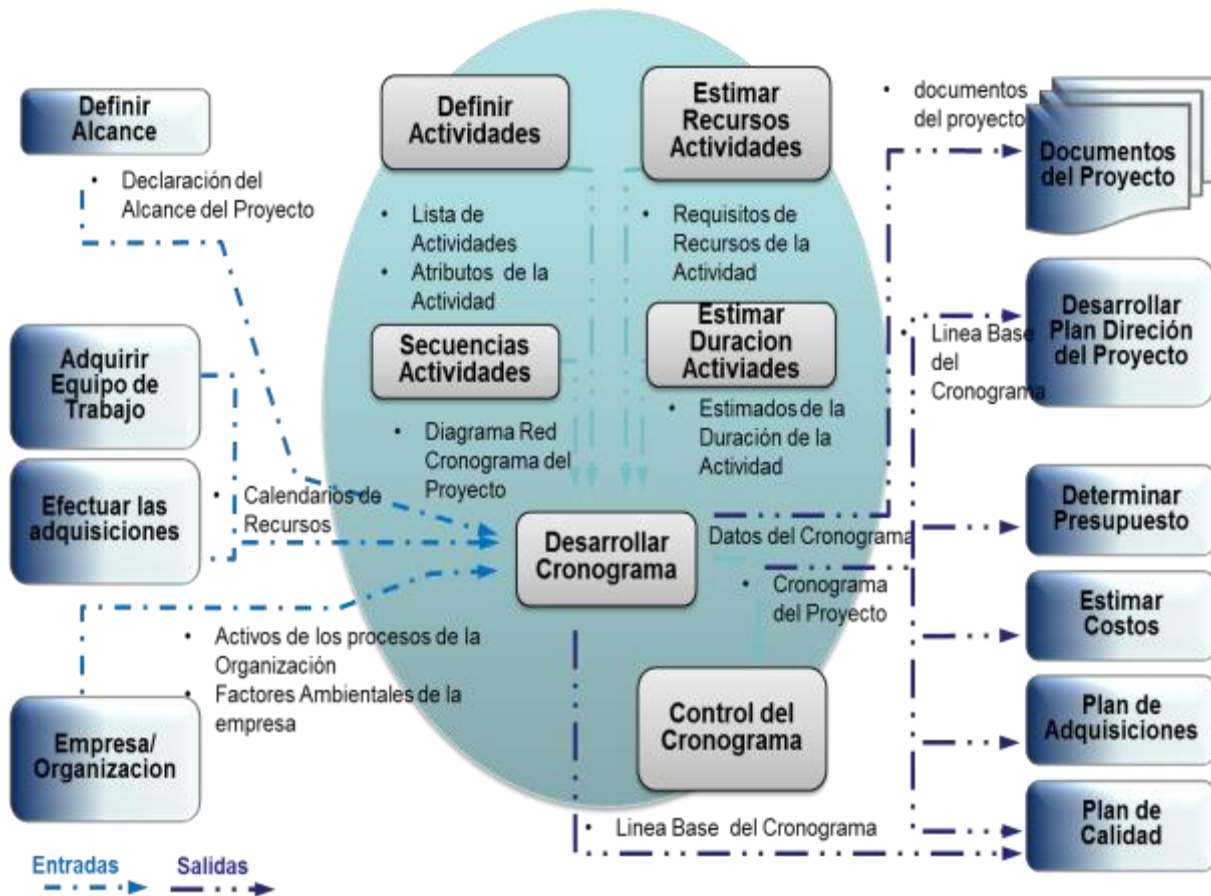 Definir
Alcance
• Declaración del
Alcance del Proyecto
Adquirir
Equipo de
Trabajo
Efectuar las
adquisiciones
• Calendarios de
Recursos
• Activos de los procesos de la
Organización
• Factores Ambientales de la
empresa
Empresa/
Organizacion
Entradas
Salidas
Definir
Actividades
• Lista de
Actividades
• Atributos de la
Actividad
Secuencias
Actividades
• Diagrama Red
Cronograma del
Proyecto
Estimar
Recursos
Actividades
• Requisitos de
Recursos de la
Actividad
Estimar
Duracion
Activiades
• Estimados de la
Duración de la
Actividad
Desarrollar
Cronograma
Datos del Cronograma
• Cronograma
del Proyecto
Control del
Cronograma
• Linea Base del Cronograma
• documentos
del proyecto
Documentos
del Proyecto
• Linea Base
del
Cronograma
Desarrollar
Plan Direción
del Proyecto
Determinar
Presupuesto
Estimar
Costos
Plan de
Adquisiciones
Plan de
Calidad